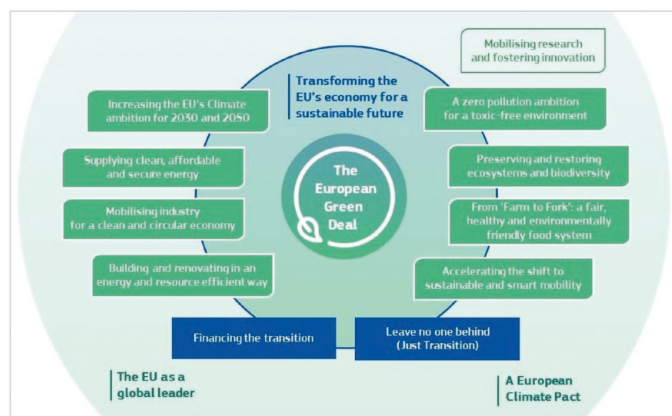 Mobilising research
and fostering innovation
Transforming the
EU's economy for a
sustainable future
Increasing the EU's Climate
ambition for 2030 and 2050
A zero pollution ambition
for a toxic-free environment
Supplying clean, affordable
and secure energy
The
European
Green
Deal
Preserving and restoring
ecosystems and biodiversity
Mobilising industry
for a clean and circular economy
From 'Farm to Fork': a fair,
healthy and environmentally
friendly food system
Building and renovating in an
energy and resource efficient way
Accelerating the shift to
sustainable and smart mobility
Financing the transition
Leave no one behind
(Just Transition)
The EU as a
global leader
A European
Climate Pact